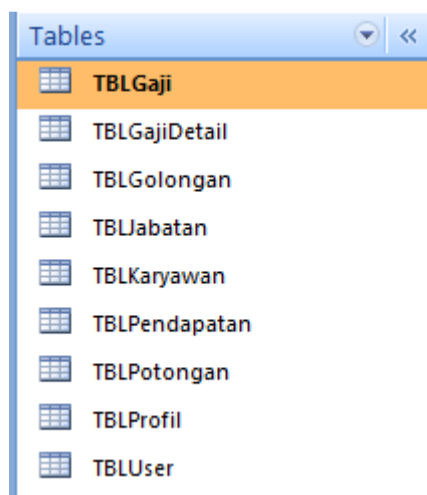 Tables
TBLGaji
TBLGajiDetail
TBLGolongan
TBLJabatan
TBLKaryawan
TBLPendapatan
TBLPotongan
TBLProfil
TBLUser